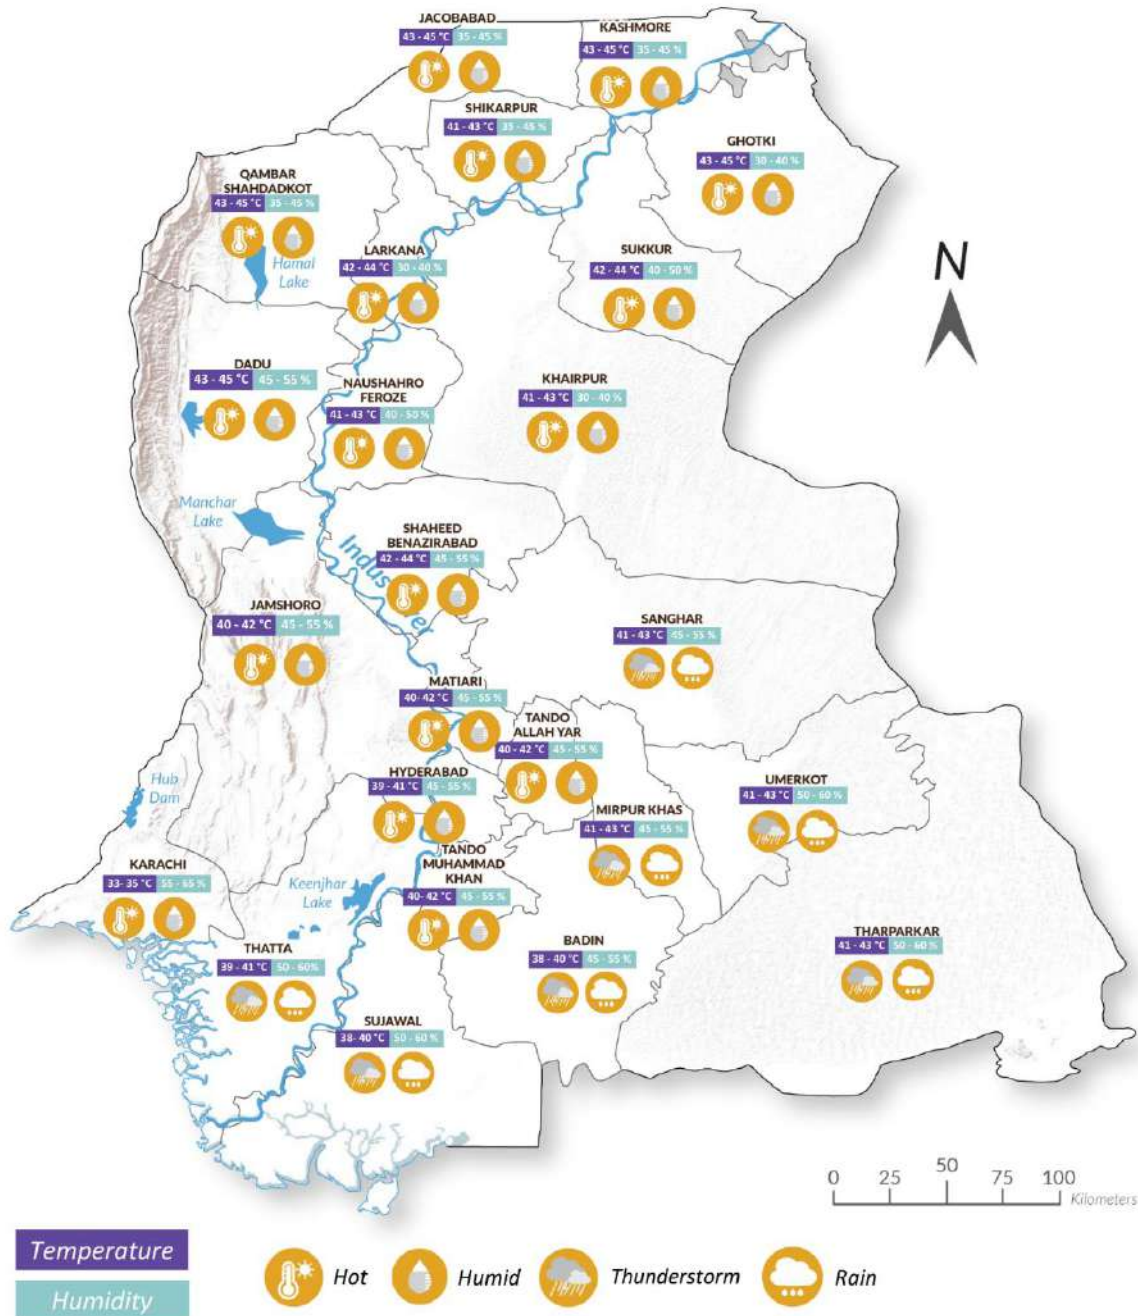 JACOBABAD
43 - 45 °C 35 - 45 %
KASHMORE
43 - 45 °C 35 - 45 %
SHIKARPUR
41 - 43 °C 35 - 45 %
GHOTKI
43 - 45 °C 30 - 40 %
QAMBAR
SHAHDADKOT
43 - 45 °C 35 - 45 %
Hamal
Lake
LARKANA
42 - 44 °C 30 - 40 %
SUKKUR
42 - 44 °C 40 - 50 %
N
DADU
43 - 45 °C 45 - 55 %
NAUSHAHRO
FEROZE
41 - 43 °C 40 - 50 %
KHAIRPUR
41 - 43 °C 30 - 40 %
Manchar
Lake
SHAHEED
BENAZIRABAD
42 - 44 °C 45 - 55 %
Indus
JAMSHORO
40 - 42 °C 45 - 55 %
SANGHAR
41 - 43 °C 45 - 55 %
MATIARI
40- 42 °C 45 - 55 %
TANDO
ALLAH YAR
40 - 42 °C 45 - 55 %
Hub
Dam
HYDERABAD
39 - 41 °C 45 - 55 %
UMERKOT
41 - 43 °C 50 - 60 %
MIRPUR KHAS
41 - 43 °C 45 - 55 %
KARACHI
33- 35 °C 55 - 65 %
Keenjhar
Lake
TANDO
MUHAMMAD
KHAN
40- 42 °C 45 - 55 %
THATTA
39 - 41 °C 50 - 60%
BADIN
38 - 40 °C 45 - 55 %
THARPARKAR
41 - 43 °C 50 - 60 %
SUJAWAL
38- 40 °C 50 - 60 %
0 25 50 75 100
Kilometers
Temperature
Humidity
Hot Humid Thunderstorm Rain